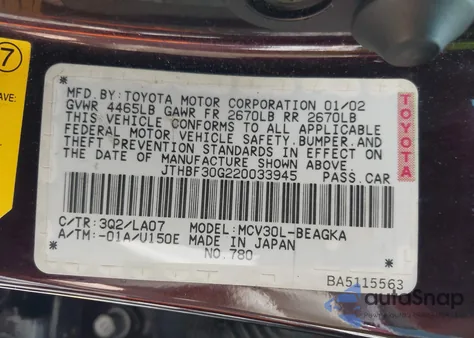 7
AVE:
MFD. BY: TOYOTA MOTOR CORPORATION 01/02
GVWR 4465LB GAWR FR 2670LB RR 2670LB
THIS VEHICLE CONFORMS TO ALL APPLICABLE
FEDERAL MOTOR VEHICLE SAFETY, BUMPER, AND
THEFT PREVENTION STANDARDS IN EFFECT ON
THE DATE OF MANUFACTURE SHOWN ABOVE.
JTHBF30G220033945 PASS. CAR
TOYOTA
C/TR: 3Q2/LA07 MODEL: MCV30L-BEAGKA
A/TM: -01A/U150E MADE IN JAPAN
NO. 780
BA5115563
autoSnap